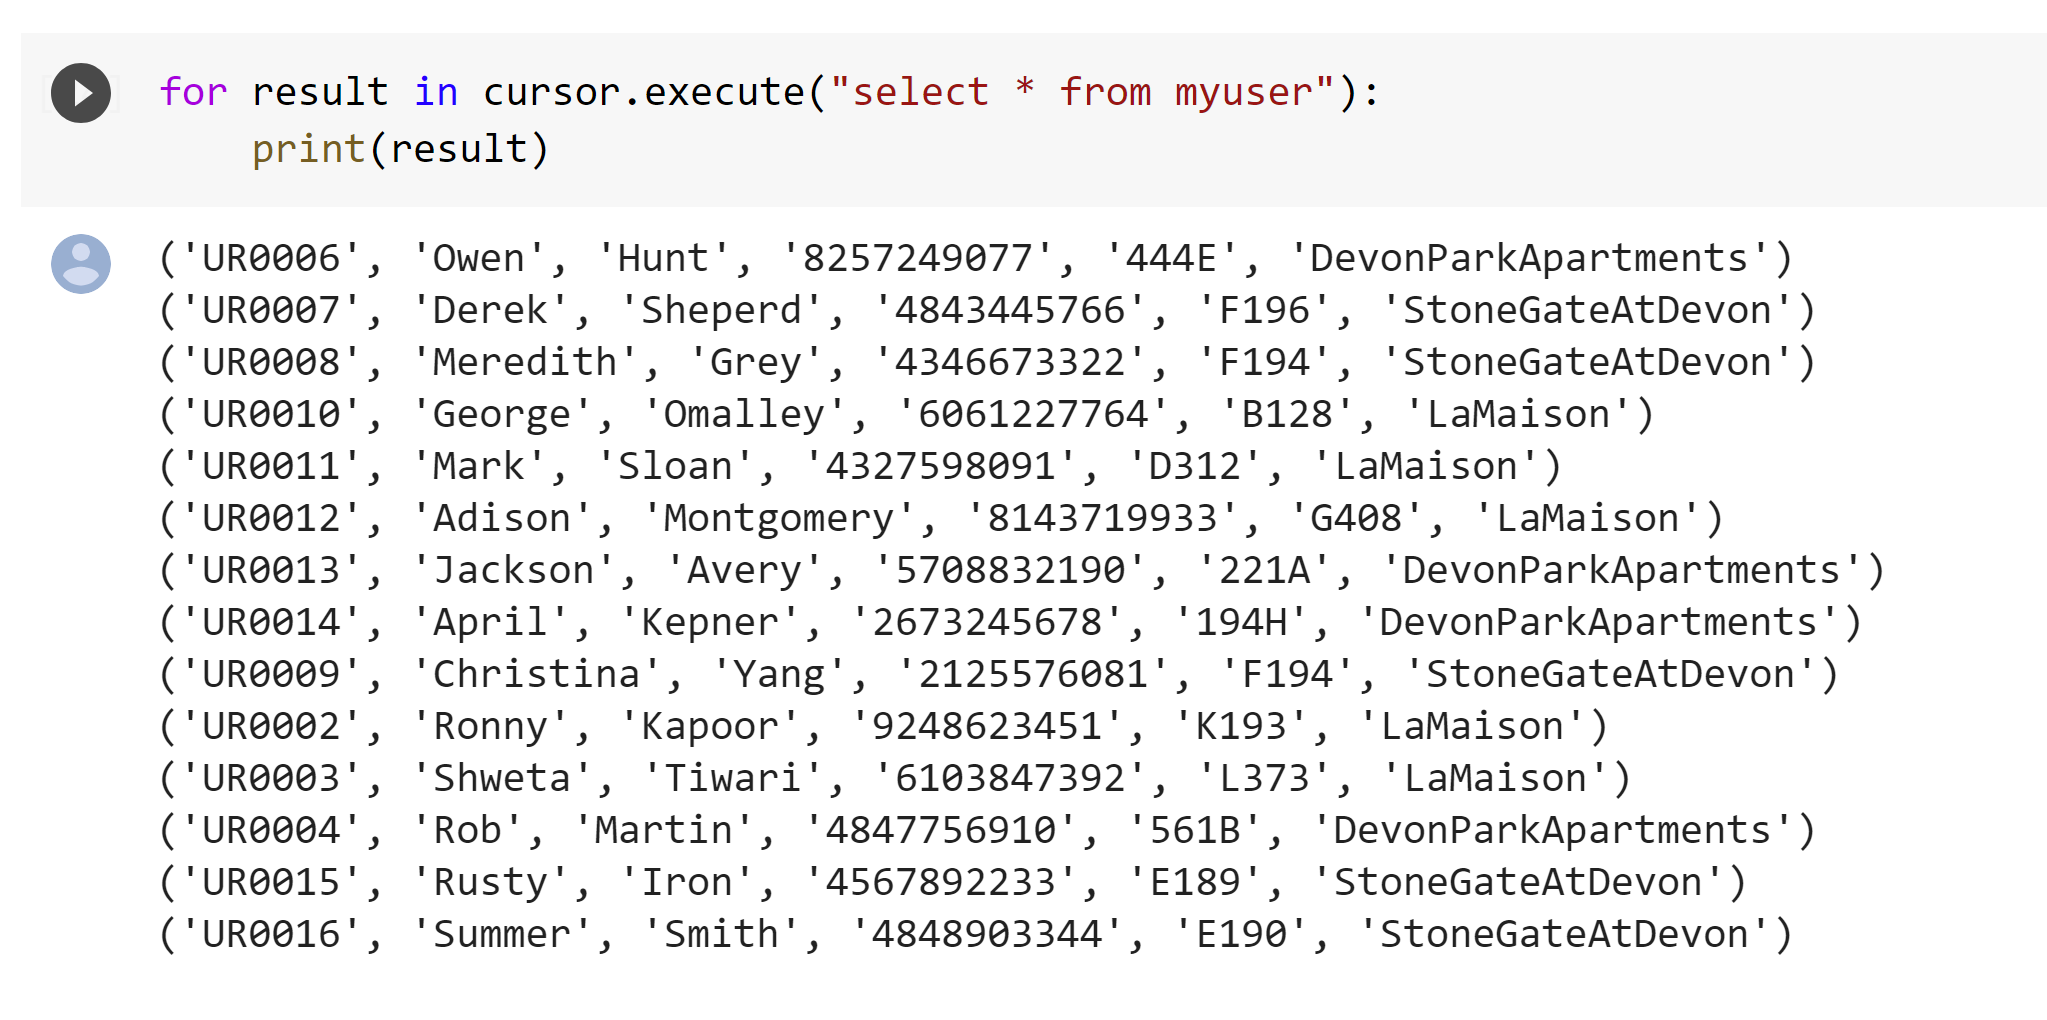 for result in cursor.execute("select * from myuser"):
    print(result)
('UR0006', 'Owen', 'Hunt', '8257249077', '444E', 'DevonParkApartments')
('UR0007', 'Derek', 'Sheperd', '4843445766', 'F196', 'StoneGateAtDevon')
('UR0008', 'Meredith', 'Grey', '4346673322', 'F194', 'StoneGateAtDevon')
('UR0010', 'George', 'Omalley', '6061227764', 'B128', 'LaMaison')
('UR0011', 'Mark', 'Sloan', '4327598091', 'D312', 'LaMaison')
('UR0012', 'Adison', 'Montgomery', '8143719933', 'G408', 'LaMaison')
('UR0013', 'Jackson', 'Avery', '5708832190', '221A', 'DevonParkApartments')
('UR0014', 'April', 'Kepner', '2673245678', '194H', 'DevonParkApartments')
('UR0009', 'Christina', 'Yang', '2125576081', 'F194', 'StoneGateAtDevon')
('UR0002', 'Ronny', 'Kapoor', '9248623451', 'K193', 'LaMaison')
('UR0003', 'Shweta', 'Tiwari', '6103847392', 'L373', 'LaMaison')
('UR0004', 'Rob', 'Martin', '4847756910', '561B', 'DevonParkApartments')
('UR0015', 'Rusty', 'Iron', '4567892233', 'E189', 'StoneGateAtDevon')
('UR0016', 'Summer', 'Smith', '4848903344', 'E190', 'StoneGateAtDevon')